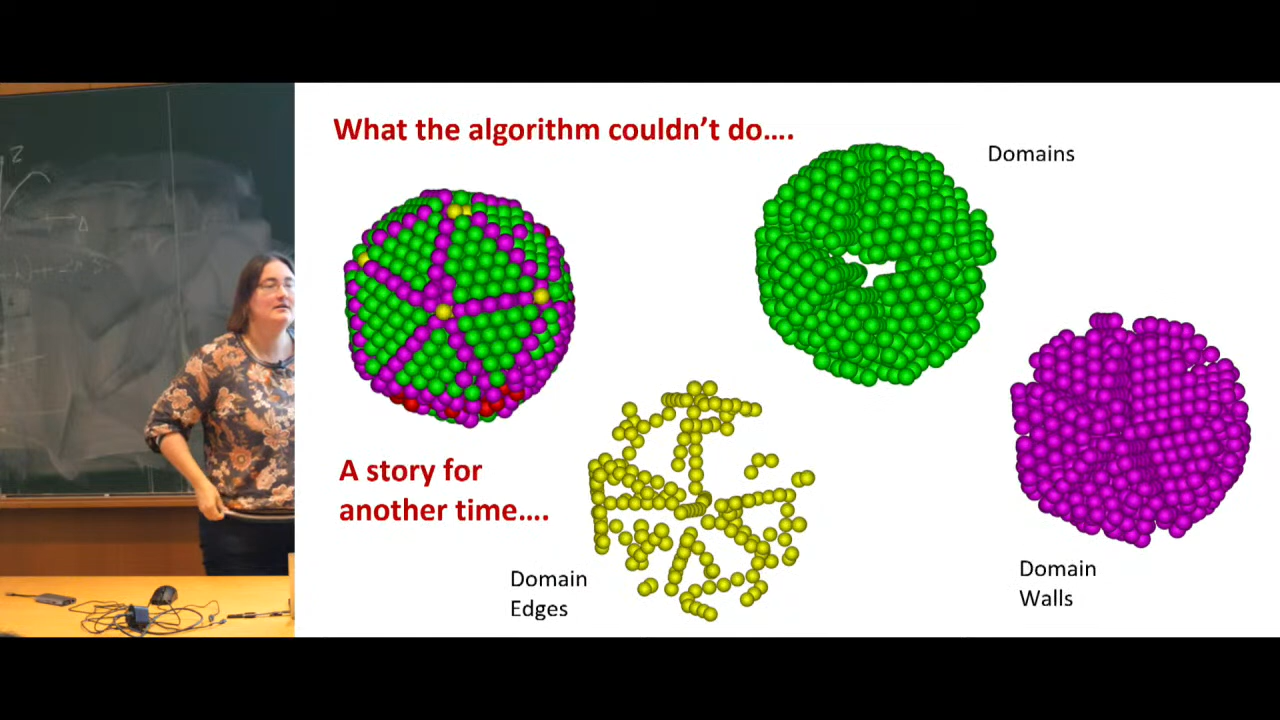 What the algorithm couldn't do....
Domains
A story for
another time....
Domain
Edges
Domain
Walls